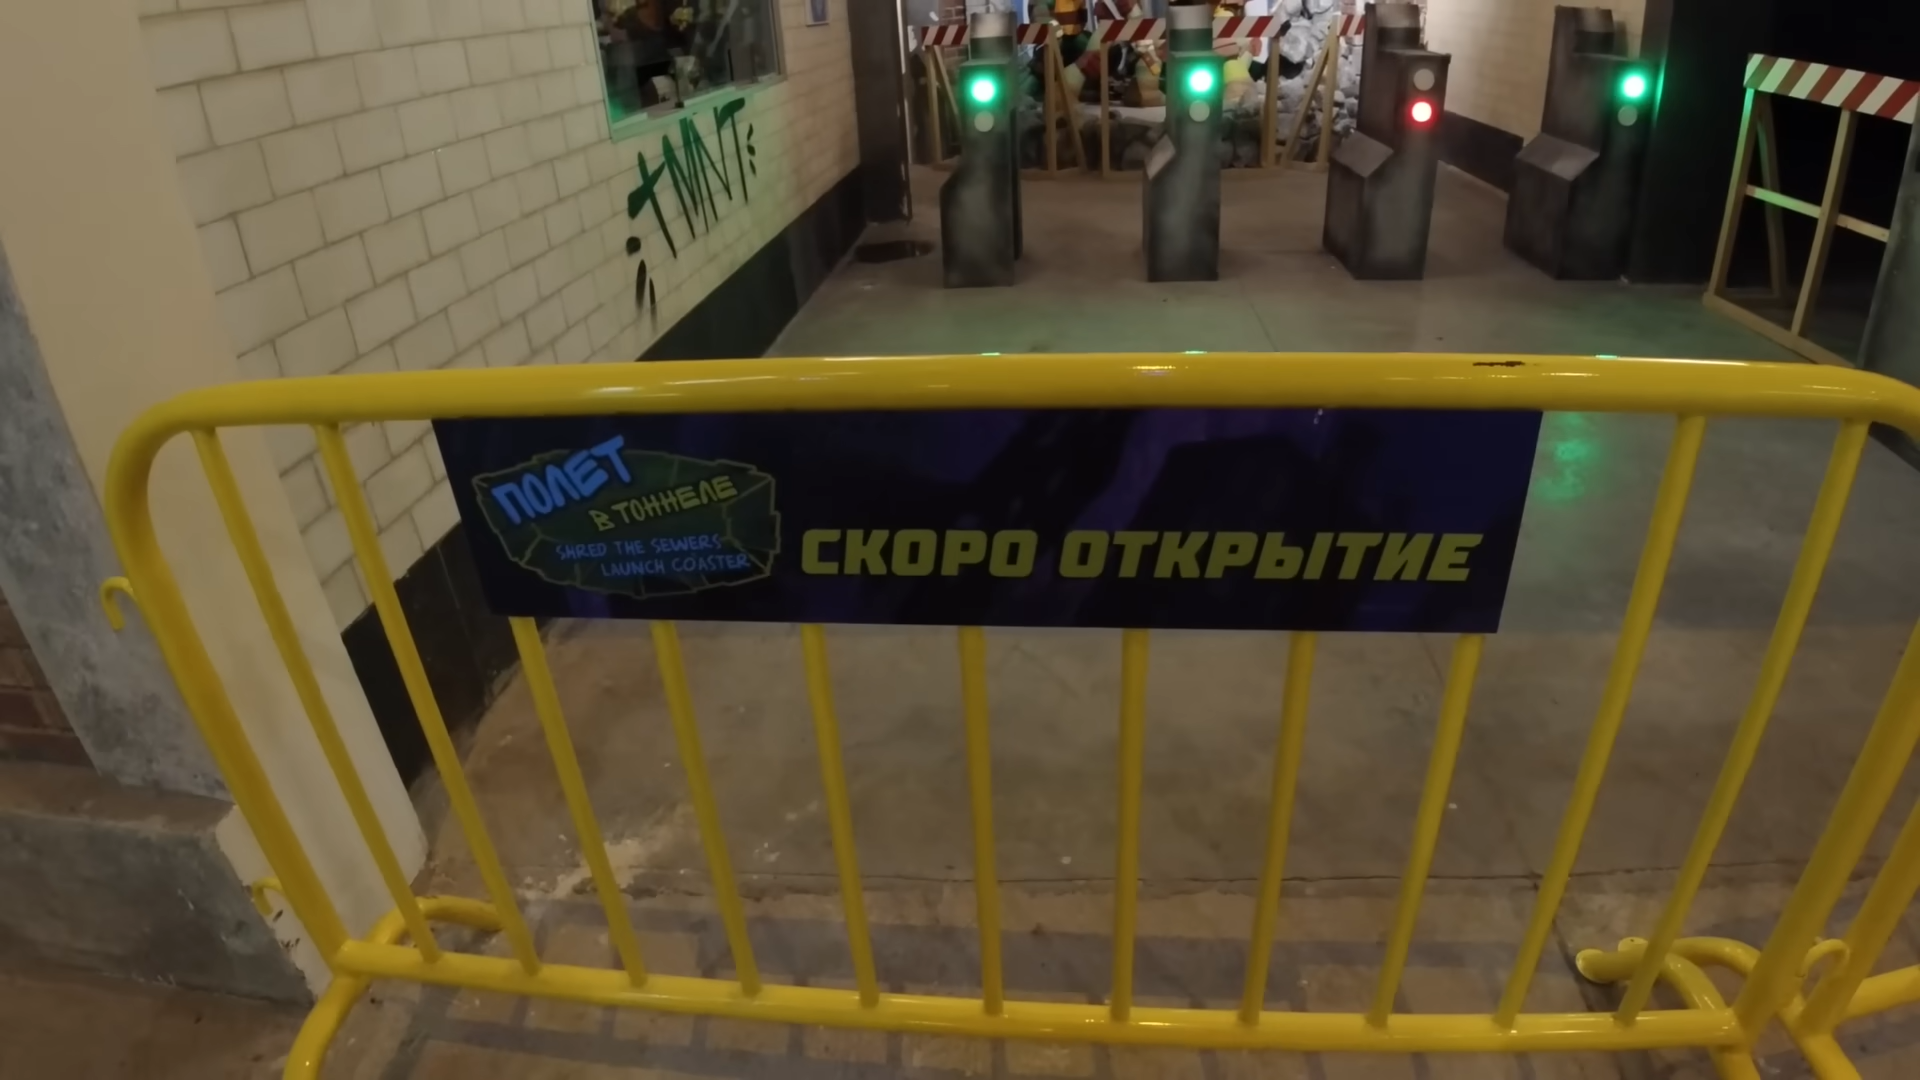 TMNT
ПОЛЕТ
В ТОННЕЛЕ
SHRED THE SEWERS
LAUNCH COASTER
СКОРО ОТКРЫТИЕ